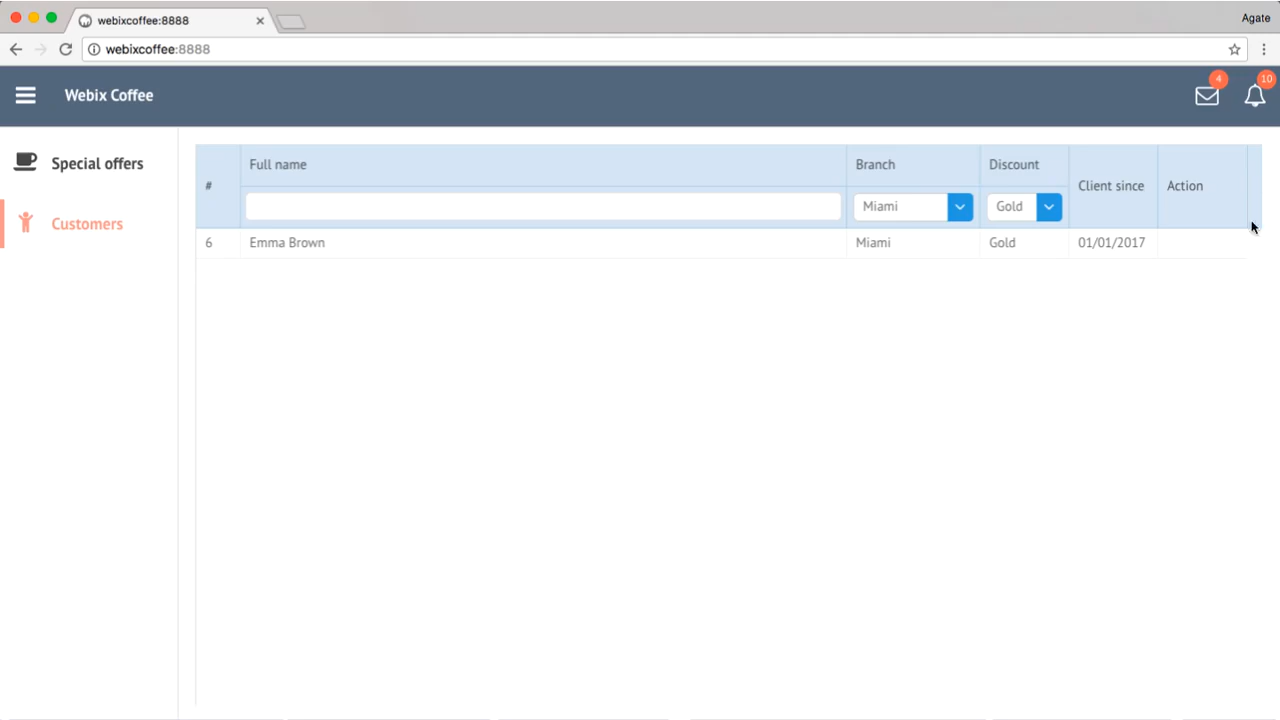 webixcoffee:8888
Agate
webixcoffee:8888
Webix Coffee
4
10
Special offers
Customers
# Full name Branch Discount Client since Action
Miami Gold
6 Emma Brown Miami Gold 01/01/2017